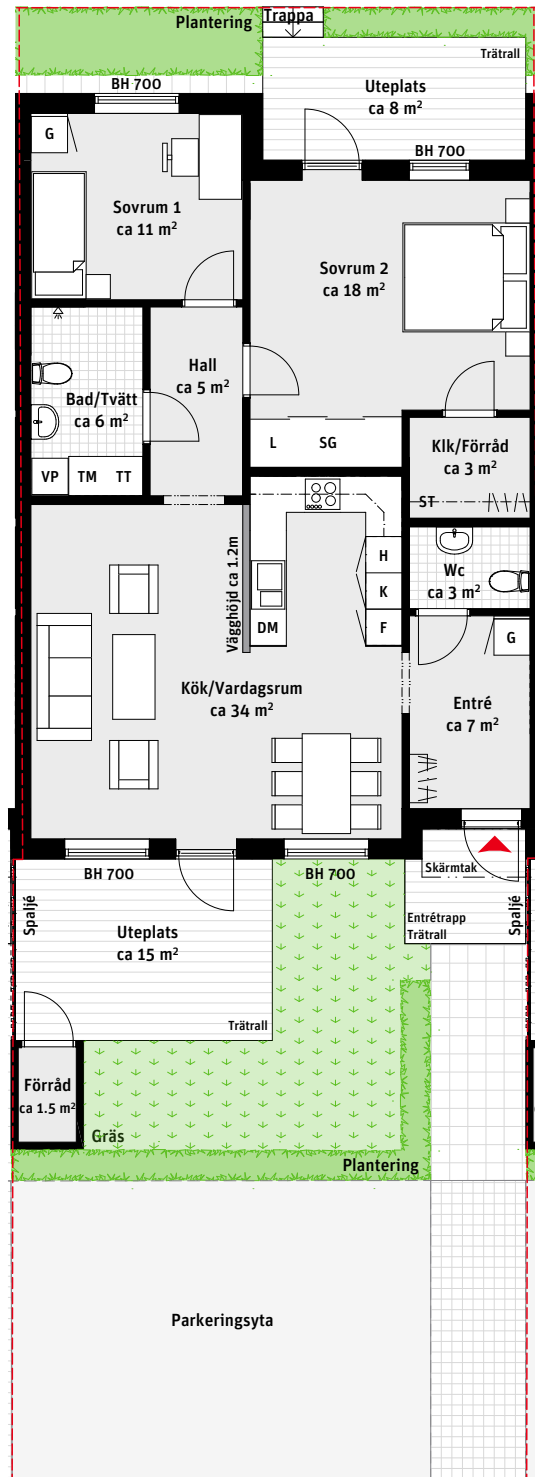 Trappa
Plantering
Trätrall
Uteplats
ca 8 m²
BH 700
BH 700
G
Sovrum 1
ca 11 m²
Sovrum 2
ca 18 m²
Hall
ca 5 m²
Bad/Tvätt
ca 6 m²
VP TM TT
L SG
Klk/Förråd
ca 3 m²
ST
Vägghöjd ca 1.2m
H
K
F
DM
Wc
ca 3 m²
G
Entré
ca 7 m²
Kök/Vardagsrum
ca 34 m²
BH 700
BH 700
Skärmtak
Spaljé
Spaljé
Entrétrapp
Trätrall
Uteplats
ca 15 m²
Trätrall
Förråd
ca 1.5 m²
Gräs
Plantering
Parkeringsyta